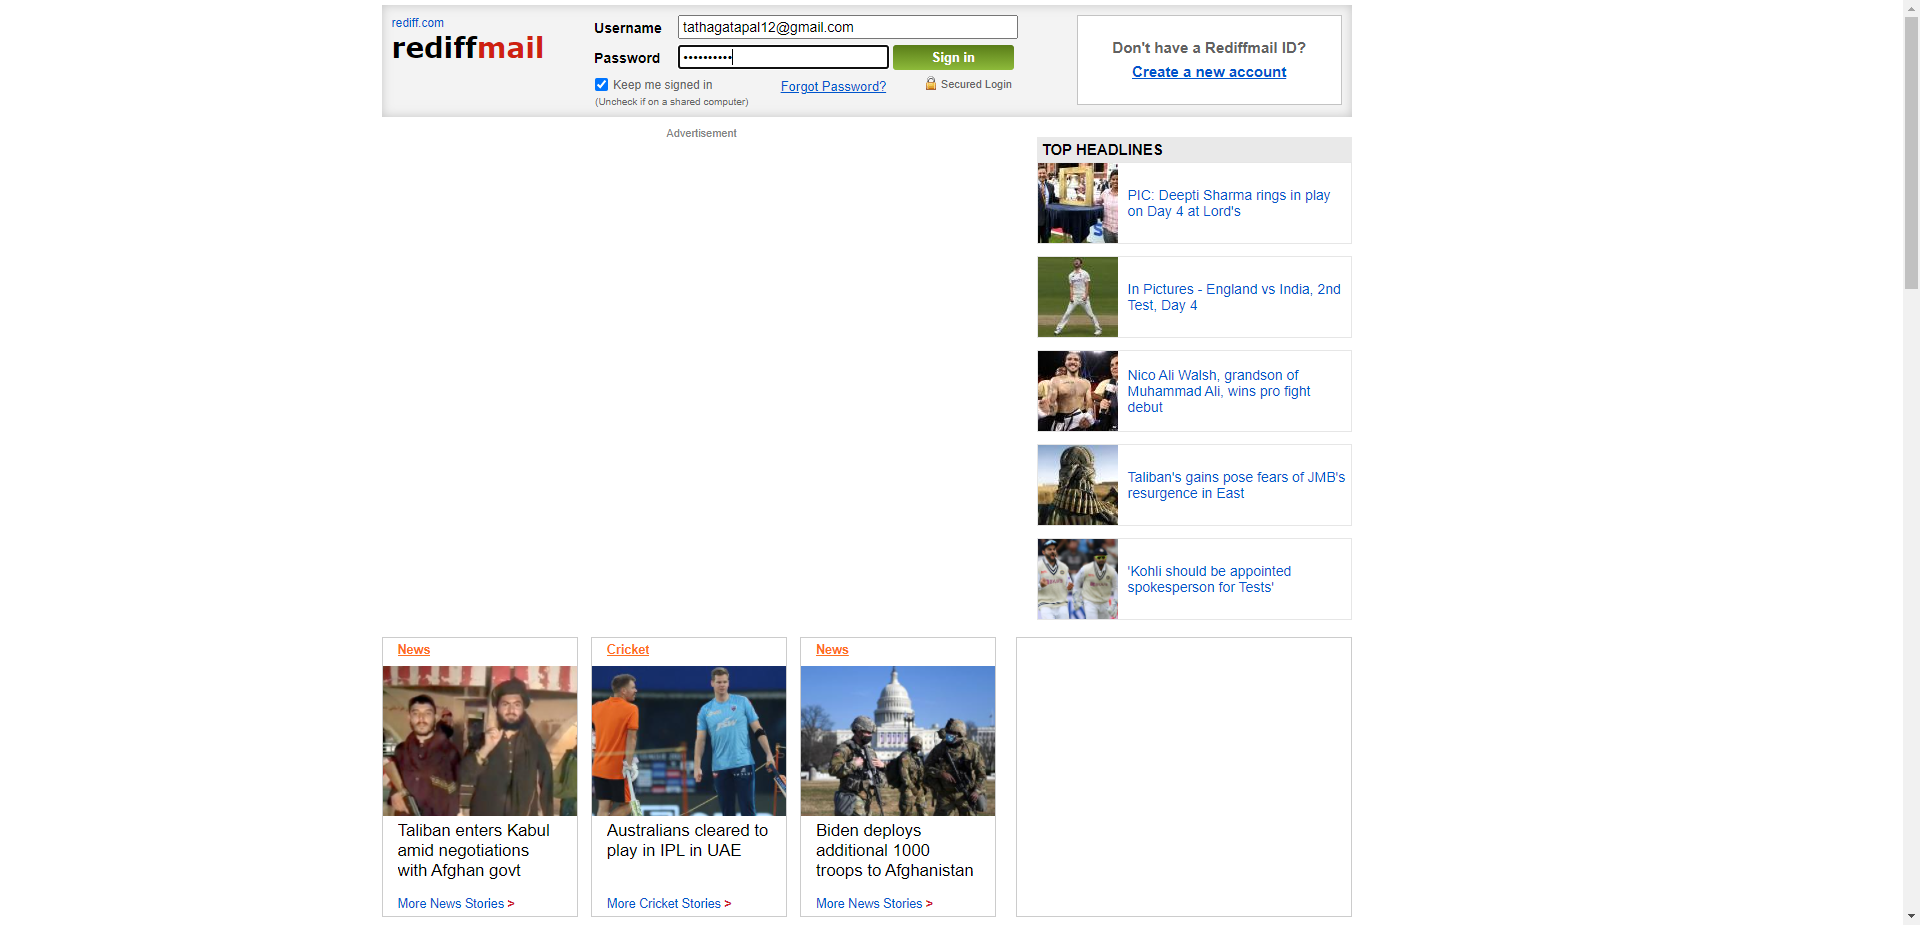 rediff.com
rediffmail
Username
tathagatapal12@gmail.com
Password
••••••••••
Sign in
Keep me signed in
(Uncheck if on a shared computer)
Forgot Password?
Secured Login
Don't have a Rediffmail ID?
Create a new account
Advertisement
TOP HEADLINES
PIC: Deepti Sharma rings in play
on Day 4 at Lord's
In Pictures - England vs India, 2nd
Test, Day 4
Nico Ali Walsh, grandson of
Muhammad Ali, wins pro fight
debut
Taliban's gains pose fears of JMB's
resurgence in East
'Kohli should be appointed
spokesperson for Tests'
News
Taliban enters Kabul
amid negotiations
with Afghan govt
More News Stories >
Cricket
Australians cleared to
play in IPL in UAE
More Cricket Stories >
News
Biden deploys
additional 1000
troops to Afghanistan
More News Stories >